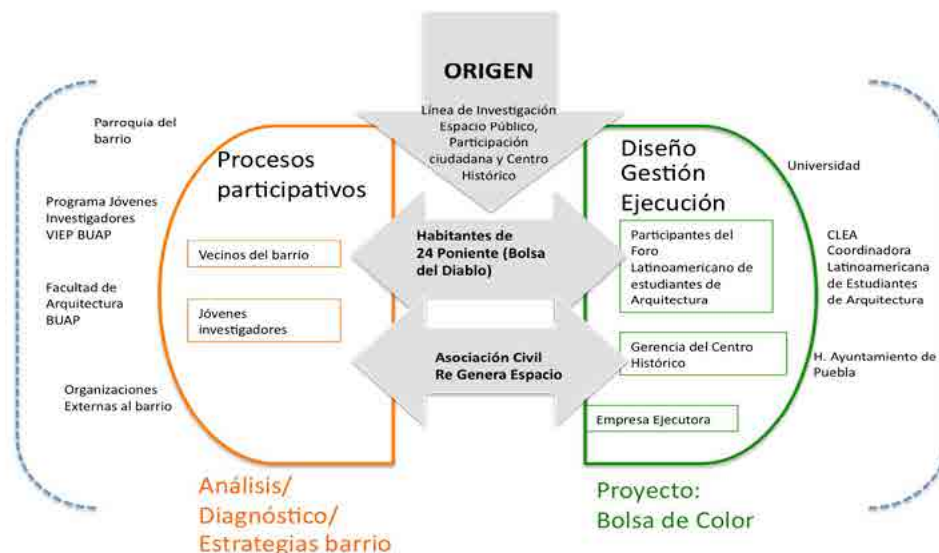 ORIGEN
Línea de Investigación
Espacio Público,
Participación
ciudadana y Centro
Histórico
Parroquia del
barrio
Programa Jóvenes
Investigadores
VIEP BUAP
Facultad de
Arquitectura
BUAP
Organizaciones
Externas al barrio
Procesos
participativos
Vecinos del barrio
Jóvenes
investigadores
Análisis/
Diagnóstico/
Estrategias barrio
Habitantes de
24 Poniente (Bolsa
del Diablo)
Asociación Civil
Re Genera Espacio
Diseño
Gestión
Ejecución
Participantes del
Foro
Latinoamericano de
estudiantes de
Arquitectura
Gerencia del Centro
Histórico
Empresa Ejecutora
Proyecto:
Bolsa de Color
Universidad
CLEA
Coordinadora
Latinoamericana
de Estudiantes
de Arquitectura
H. Ayuntamiento de
Puebla